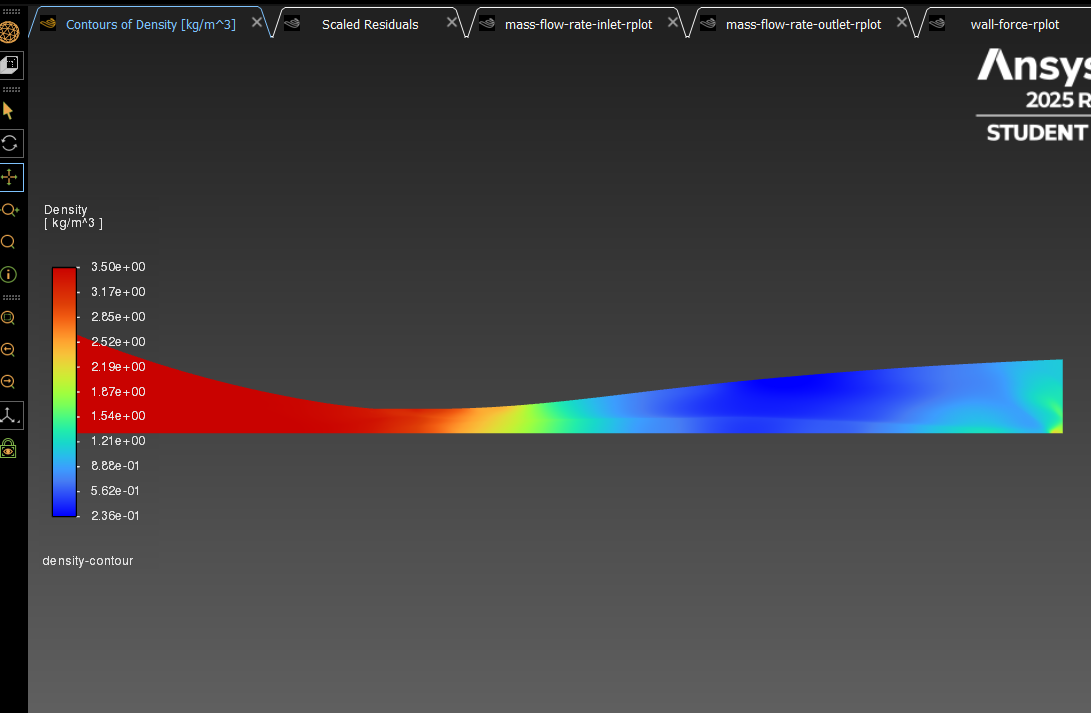 Contours of Density [kg/m^3]
Scaled Residuals
mass-flow-rate-inlet-rplot
mass-flow-rate-outlet-rplot
wall-force-rplot
Ansys
2025 R
STUDENT
Density
[ kg/m^3 ]
3.50e+00
3.17e+00
2.85e+00
2.52e+00
2.19e+00
1.87e+00
1.54e+00
1.21e+00
8.88e-01
5.62e-01
2.36e-01
density-contour